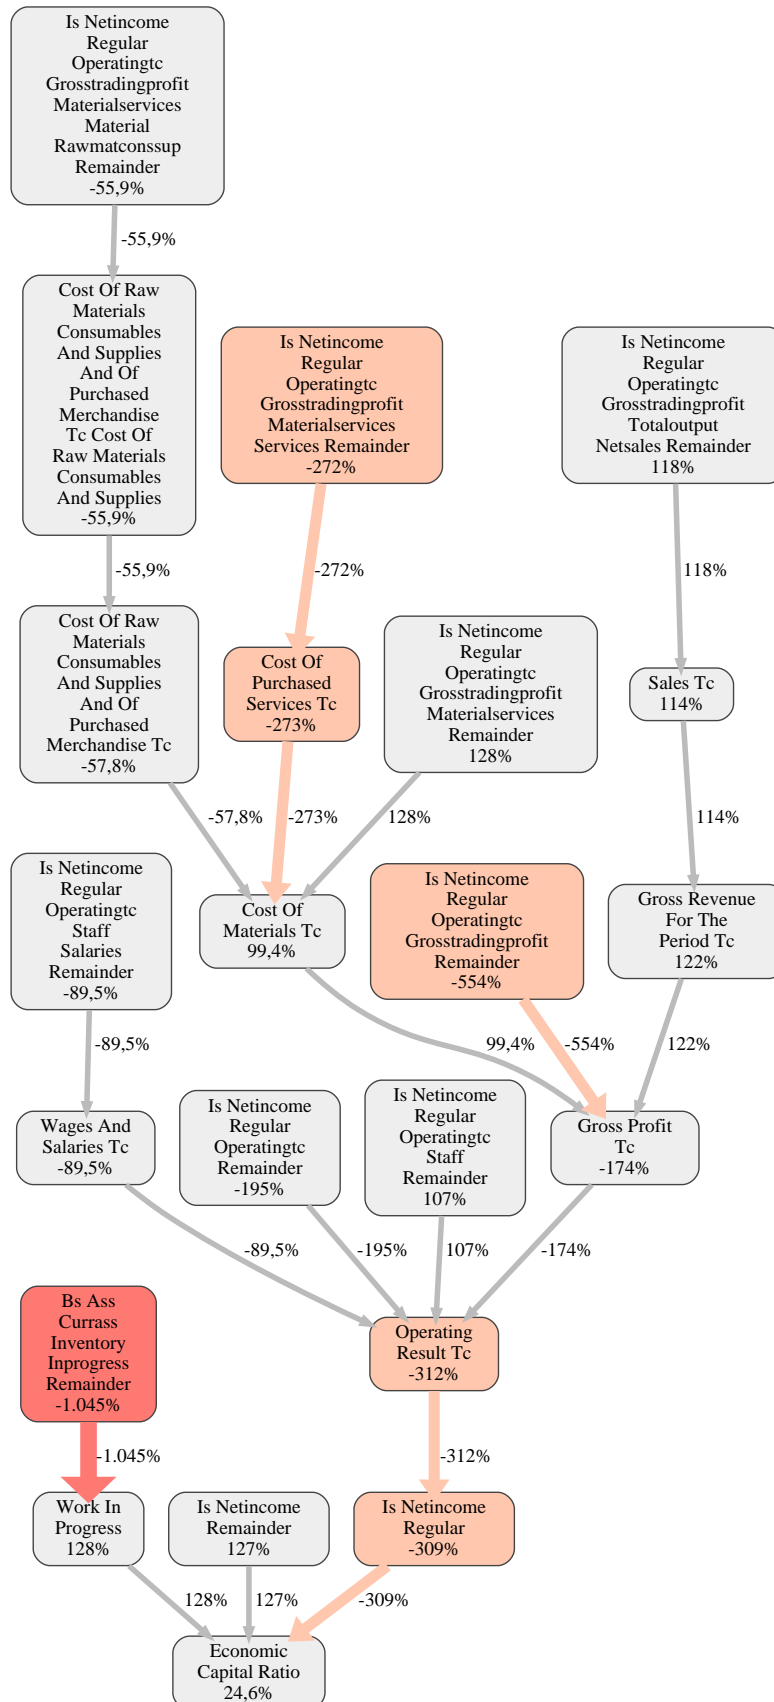 Is Netincome
Regular
Operatingtc
Grosstradingprofit
Materialservices
Material
Rawmatconssup
Remainder
-55,9%
-55,9%
Cost Of Raw
Materials
Consumables
And Supplies
And Of
Purchased
Merchandise
Tc Cost Of
Raw Materials
Consumables
And Supplies
-55,9%
Is Netincome
Regular
Operatingtc
Grosstradingprofit
Materialservices
Services Remainder
-272%
Is Netincome
Regular
Operatingtc
Grosstradingprofit
Totaloutput
Netsales Remainder
118%
-55,9%
-272%
118%
Cost Of Raw
Materials
Consumables
And Supplies
And Of
Purchased
Merchandise Tc
-57,8%
Cost Of
Purchased
Services Tc
-273%
Is Netincome
Regular
Operatingtc
Grosstradingprofit
Materialservices
Remainder
128%
Sales Tc
114%
-57,8%
-273%
128%
114%
Is Netincome
Regular
Operatingtc
Staff
Salaries
Remainder
-89,5%
Cost Of
Materials Tc
99,4%
Is Netincome
Regular
Operatingtc
Grosstradingprofit
Remainder
-554%
Gross Revenue
For The
Period Tc
122%
-89,5%
99,4%
-554%
122%
Wages And
Salaries Tc
-89,5%
Is Netincome
Regular
Operatingtc
Remainder
-195%
Is Netincome
Regular
Operatingtc
Staff
Remainder
107%
Gross Profit
Tc
-174%
-89,5%
-195%
107%
-174%
Bs Ass
Currass
Inventory
Inprogress
Remainder
-1.045%
Operating
Result Tc
-312%
-1.045%
-312%
Work In
Progress
128%
Is Netincome
Remainder
127%
Is Netincome
Regular
-309%
128%
127%
-309%
Economic
Capital Ratio
24,6%